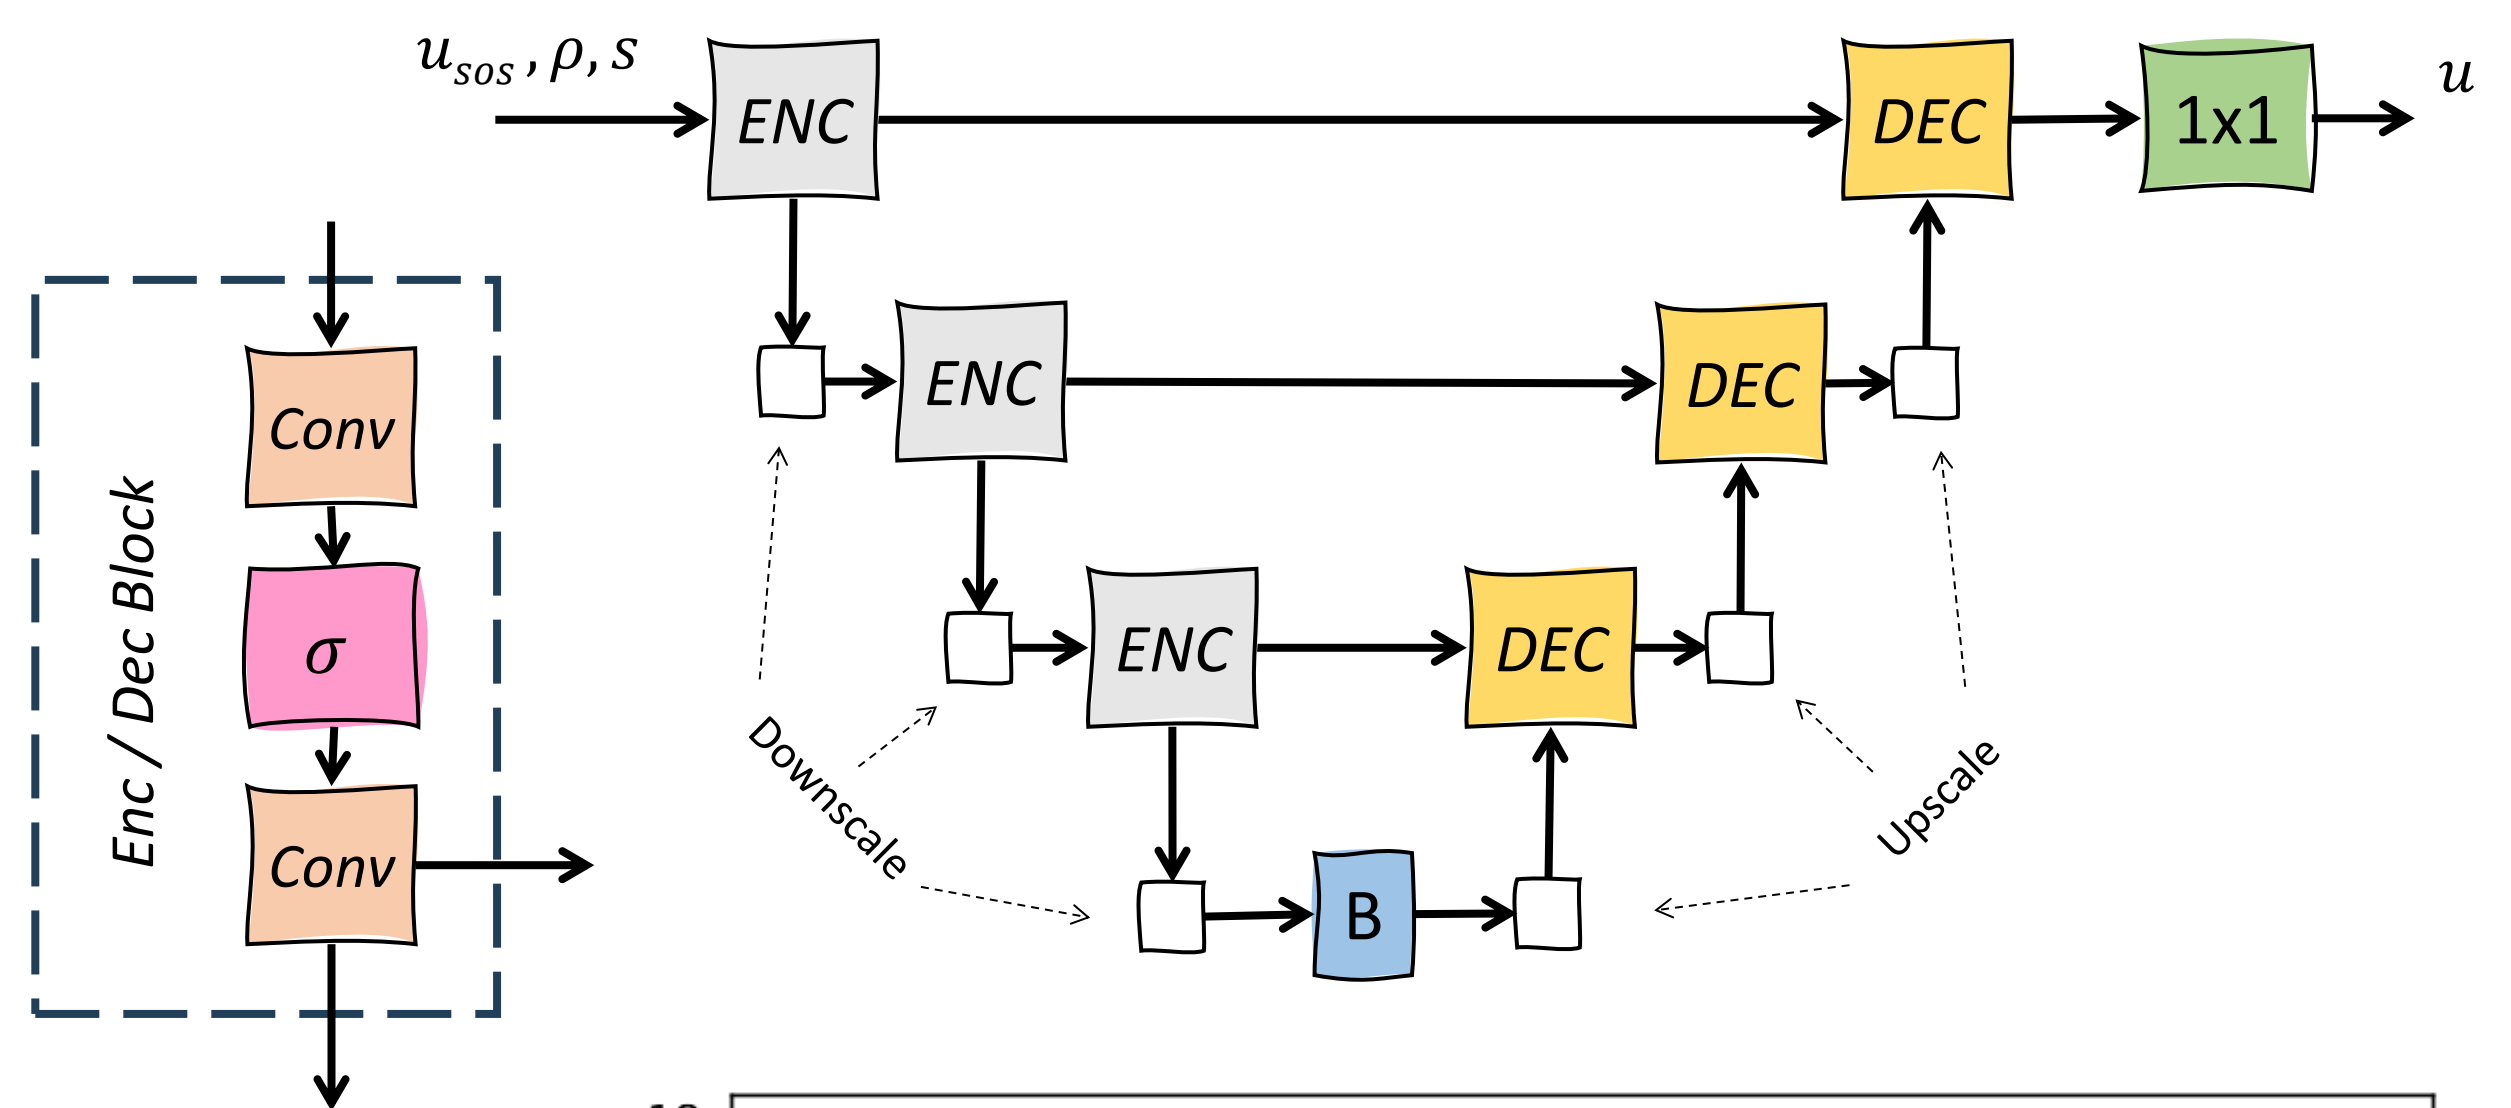 u_sos, ρ, s
ENC
DEC
1x1
u
ENC
DEC
Conv
σ
Conv
Enc / Dec Block
ENC
DEC
Downscale
Upscale
B